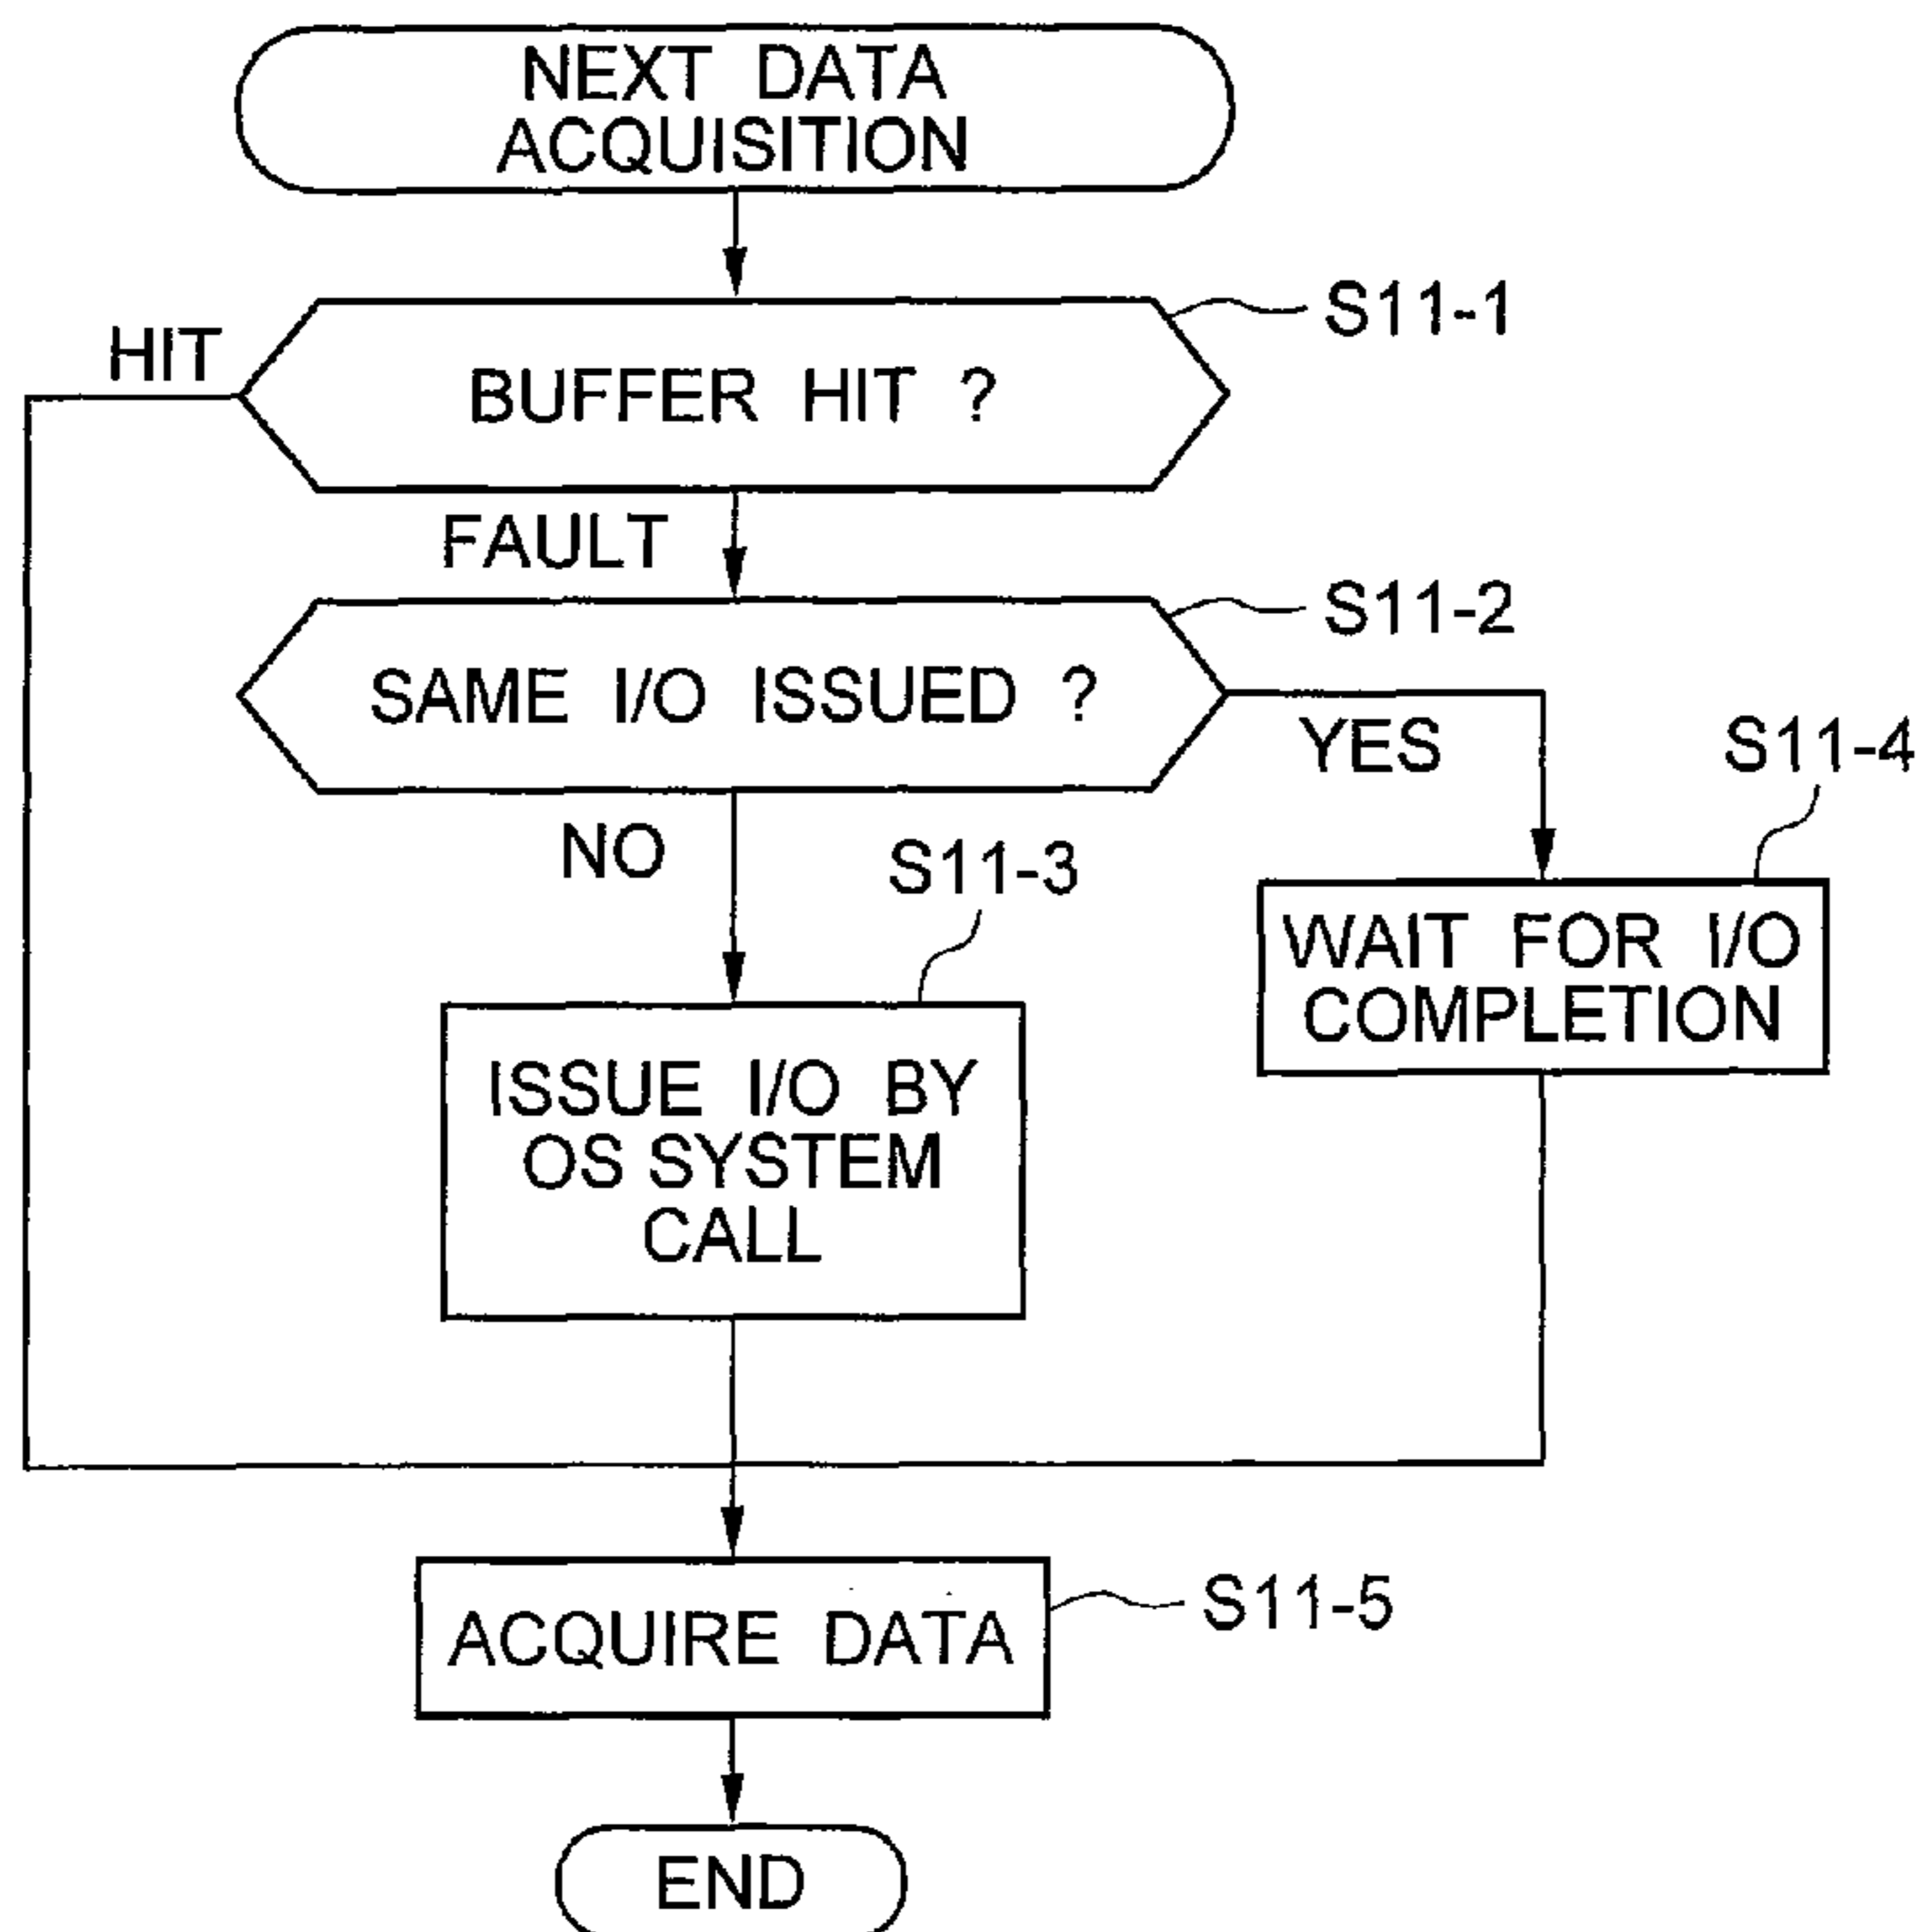 NEXT DATA
ACQUISITION
S11-1
HIT
BUFFER HIT ?
FAULT
S11-2
SAME I/O ISSUED ?
YES
S11-4
NO
S11-3
WAIT FOR I/O
COMPLETION
ISSUE I/O BY
OS SYSTEM
CALL
ACQUIRE DATA
S11-5
END